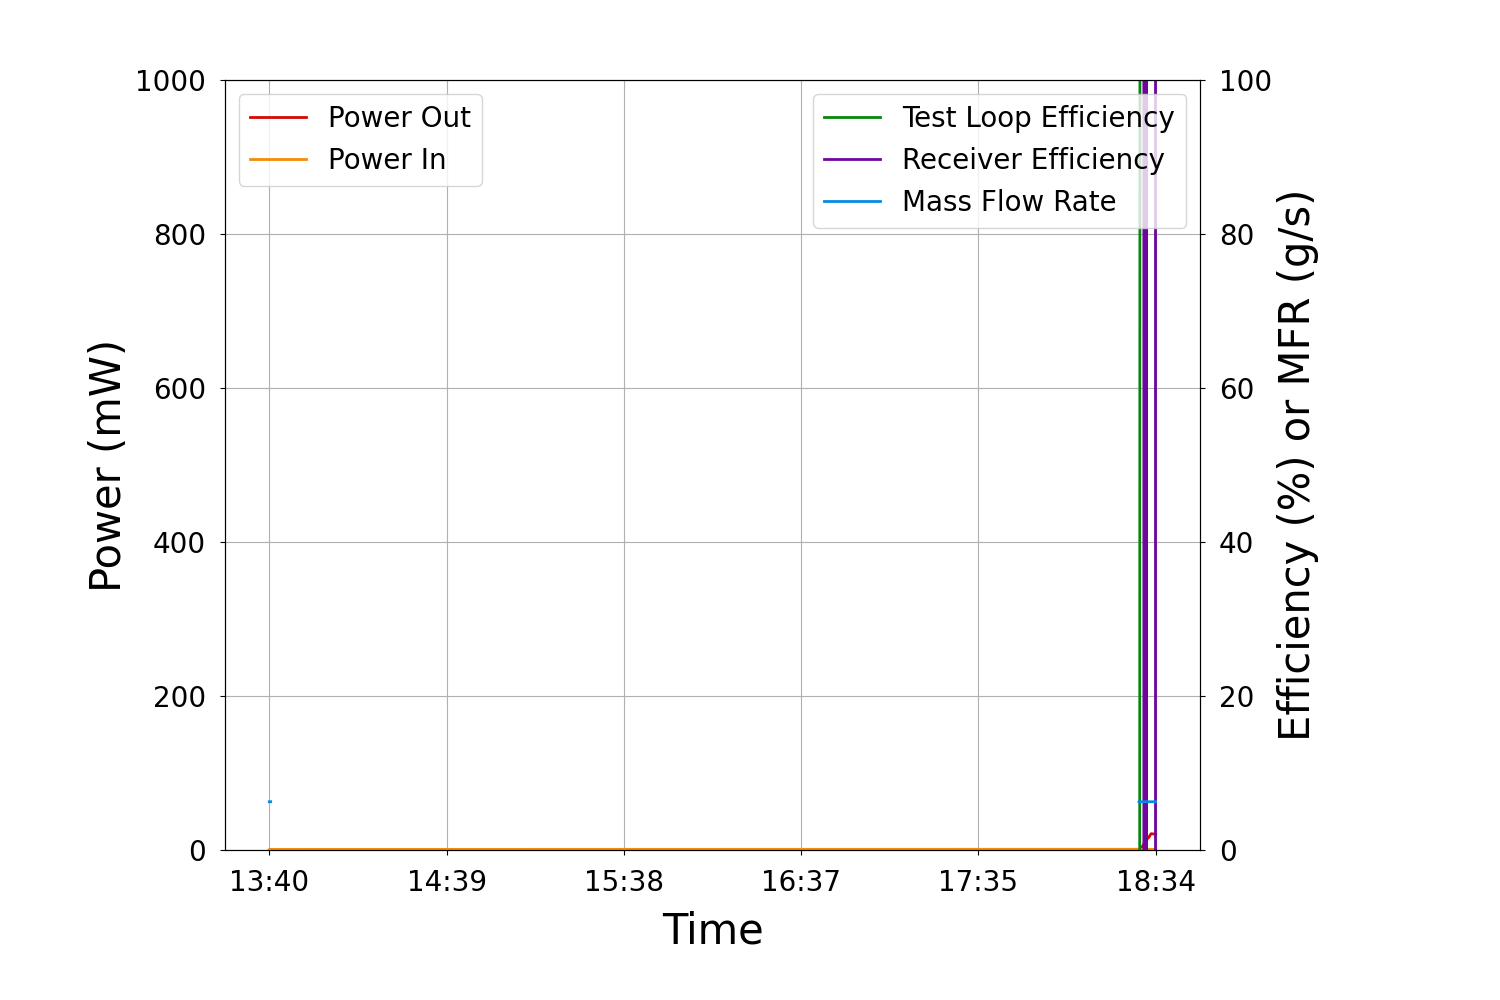 1000
800
600
400
200
0
Power (mW)
Power Out
Power In
Test Loop Efficiency
Receiver Efficiency
Mass Flow Rate
100
80
60
40
20
0
Efficiency (%) or MFR (g/s)
13:40 14:39 15:38 16:37 17:35 18:34
Time